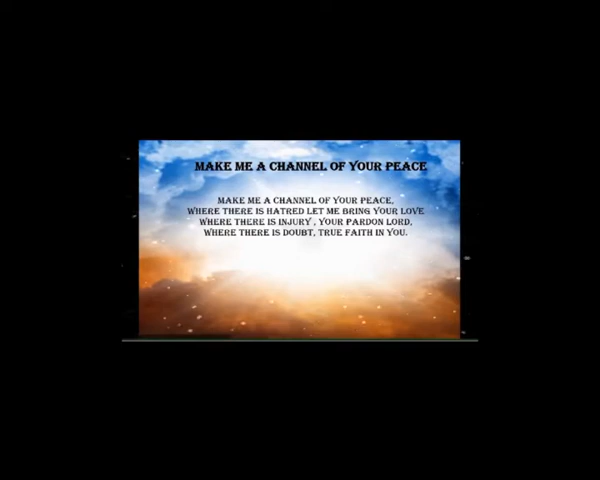 MAKE ME A CHANNEL OF YOUR PEACE
MAKE ME A CHANNEL OF YOUR PEACE,
WHERE THERE IS HATRED LET ME BRING YOUR LOVE
WHERE THERE IS INJURY , YOUR PARDON LORD,
WHERE THERE IS DOUBT, TRUE FAITH IN YOU.